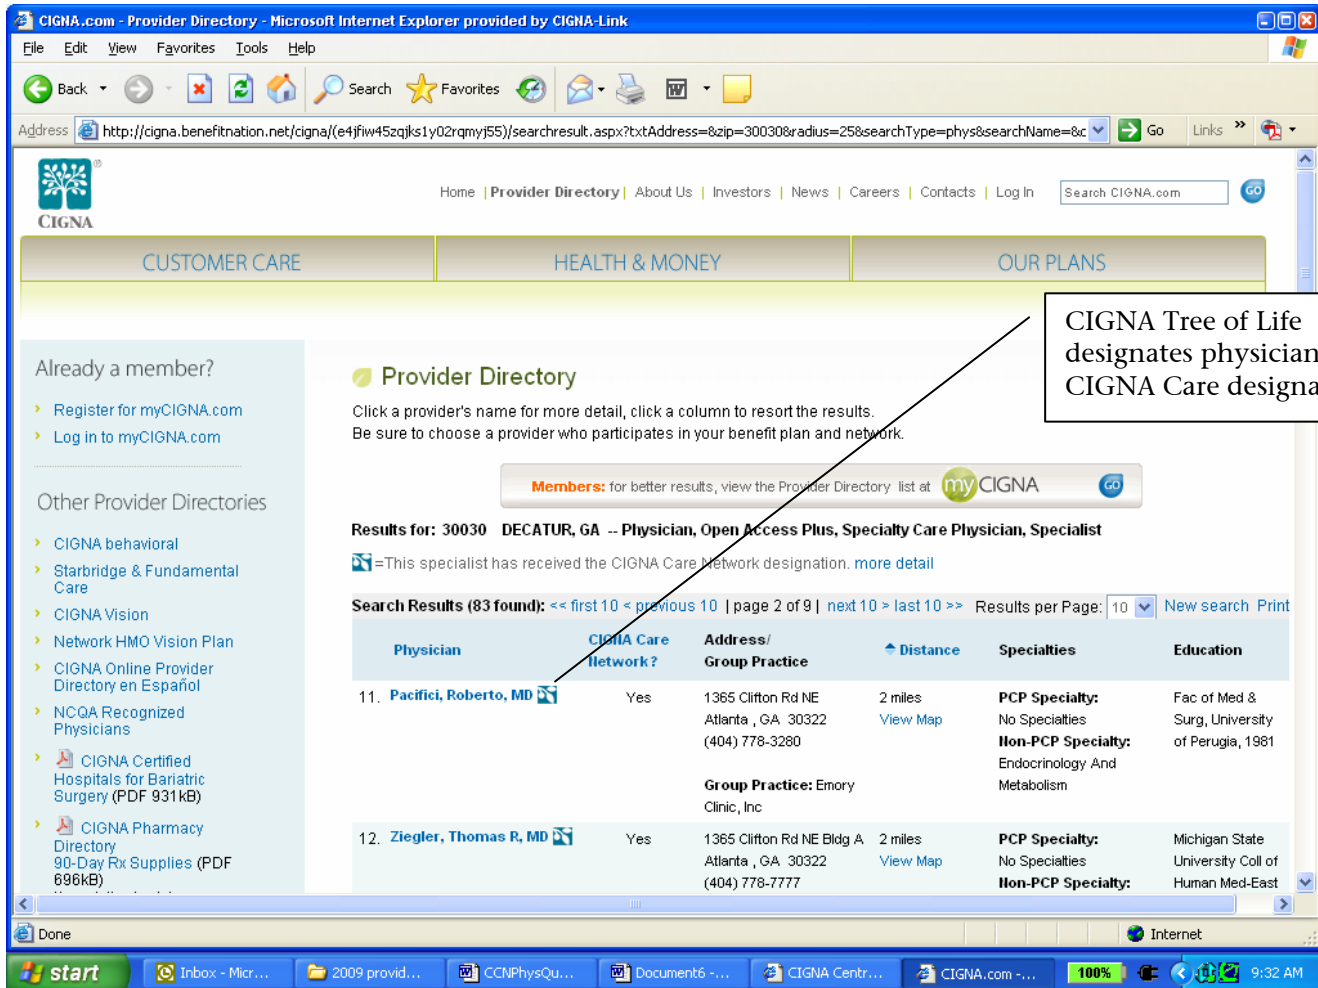 CIGNA.com - Provider Directory - Microsoft Internet Explorer provided by CIGNA-Link
File Edit View Favorites Tools Help
Back Search Favorites
Address http://cigna.benefitnation.net/cigna/(e4jfiw45zqjks1y02rqmyj55)/searchresult.aspx?txtAddress=&zip=30030&radius=25&searchType=phys&searchName=&c Go Links »
CIGNA
Home | Provider Directory | About Us | Investors | News | Careers | Contacts | Log In Search CIGNA.com GO
CUSTOMER CARE HEALTH & MONEY OUR PLANS
CIGNA Tree of Life
designates physician
CIGNA Care designa
Already a member?
Register for myCIGNA.com
Log in to myCIGNA.com
Other Provider Directories
CIGNA behavioral
Starbridge & Fundamental
Care
CIGNA Vision
Network HMO Vision Plan
CIGNA Online Provider
Directory en Español
NCQA Recognized
Physicians
CIGNA Certified
Hospitals for Bariatric
Surgery (PDF 931kB)
CIGNA Pharmacy
Directory
90-Day Rx Supplies (PDF
696kB)
Provider Directory
Click a provider's name for more detail, click a column to resort the results.
Be sure to choose a provider who participates in your benefit plan and network.
Members: for better results, view the Provider Directory list at myCIGNA GO
Results for: 30030 DECATUR, GA -- Physician, Open Access Plus, Specialty Care Physician, Specialist
=This specialist has received the CIGNA Care Network designation. more detail
Search Results (83 found): << first 10 < previous 10 | page 2 of 9 | next 10 > last 10 >> Results per Page: 10 New search Print
Physician CIGNA Care Network? Address/ Group Practice Distance Specialties Education
11. Pacifici, Roberto, MD Yes 1365 Clifton Rd NE 2 miles PCP Specialty: Fac of Med &
Atlanta , GA 30322 View Map No Specialties Surg, University
(404) 778-3280 Non-PCP Specialty: of Perugia, 1981
Endocrinology And
Group Practice: Emory Metabolism
Clinic, Inc
12. Ziegler, Thomas R, MD Yes 1365 Clifton Rd NE Bldg A 2 miles PCP Specialty: Michigan State
Atlanta , GA 30322 View Map No Specialties University Coll of
(404) 778-7777 Non-PCP Specialty: Human Med-East
Done Internet
start Inbox - Micr... 2009 provid... CCNPhysQu... Document6 -... CIGNA Centr... CIGNA.com -... 100% 9:32 AM